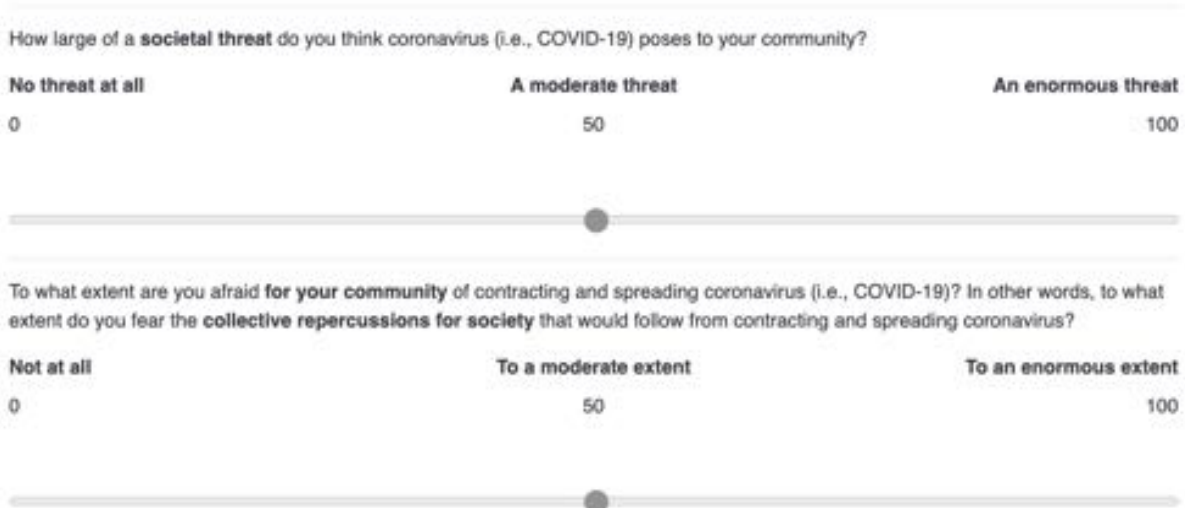 How large of a societal threat do you think coronavirus (i.e., COVID-19) poses to your community?
No threat at all A moderate threat An enormous threat
0 50 100
To what extent are you afraid for your community of contracting and spreading coronavirus (i.e., COVID-19)? In other words, to what
extent do you fear the collective repercussions for society that would follow from contracting and spreading coronavirus?
Not at all To a moderate extent To an enormous extent
0 50 100